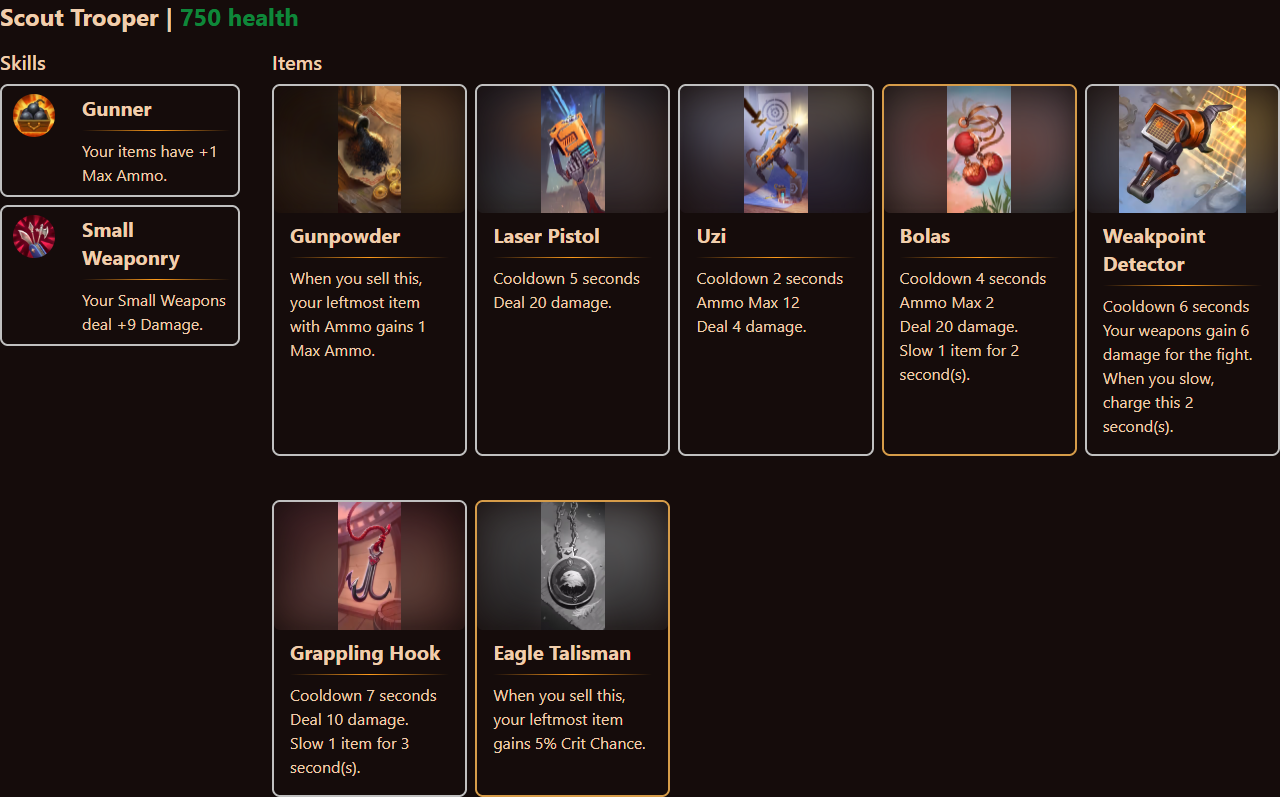 Scout Trooper | 750 health
Skills
Gunner
Your items have +1
Max Ammo.
Small
Weaponry
Your Small Weapons
deal +9 Damage.
Items
Gunpowder
When you sell this,
your leftmost item
with Ammo gains 1
Max Ammo.
Laser Pistol
Cooldown 5 seconds
Deal 20 damage.
Uzi
Cooldown 2 seconds
Ammo Max 12
Deal 4 damage.
Bolas
Cooldown 4 seconds
Ammo Max 2
Deal 20 damage.
Slow 1 item for 2
second(s).
Weakpoint
Detector
Cooldown 6 seconds
Your weapons gain 6
damage for the fight.
When you slow,
charge this 2
second(s).
Grappling Hook
Cooldown 7 seconds
Deal 10 damage.
Slow 1 item for 3
second(s).
Eagle Talisman
When you sell this,
your leftmost item
gains 5% Crit Chance.